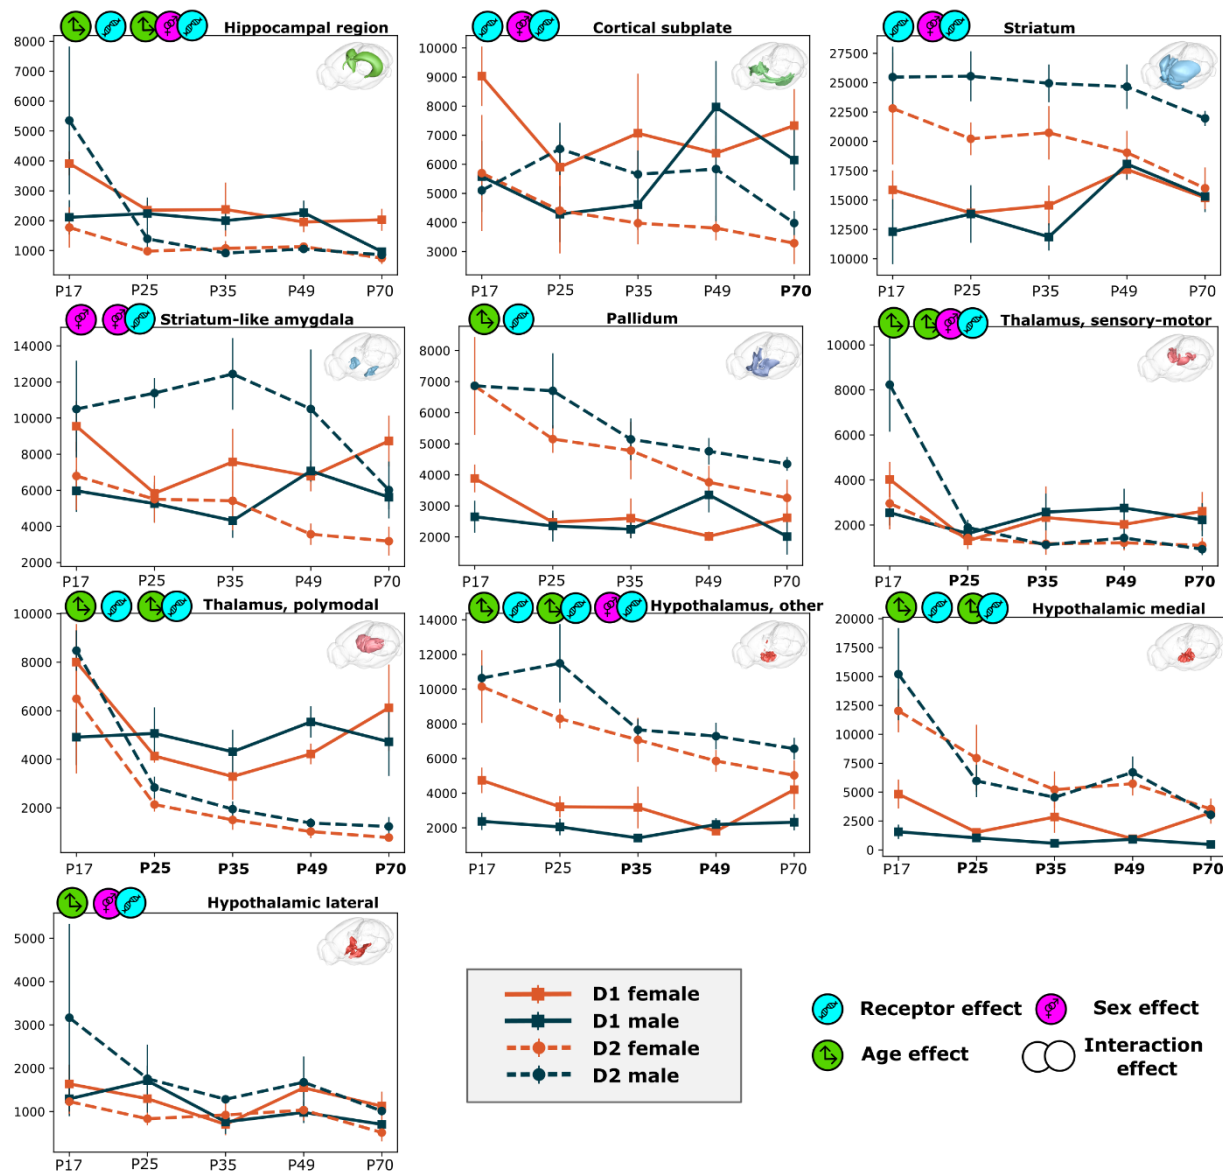 Hippocampal region
8000
7000
6000
5000
4000
3000
2000
1000
P17 P25 P35 P49 P70
Cortical subplate
10000
9000
8000
7000
6000
5000
4000
3000
P17 P25 P35 P49 P70
Striatum
27500
25000
22500
20000
17500
15000
12500
10000
P17 P25 P35 P49 P70
Striatum-like amygdala
14000
12000
10000
8000
6000
4000
2000
P17 P25 P35 P49 P70
Pallidum
8000
7000
6000
5000
4000
3000
2000
P17 P25 P35 P49 P70
Thalamus, sensory-motor
10000
8000
6000
4000
2000
P17 P25 P35 P49 P70
Thalamus, polymodal
10000
8000
6000
4000
2000
P17 P25 P35 P49 P70
Hypothalamus, other
14000
12000
10000
8000
6000
4000
2000
P17 P25 P35 P49 P70
Hypothalamic medial
20000
17500
15000
12500
10000
7500
5000
2500
0
P17 P25 P35 P49 P70
Hypothalamic lateral
5000
4000
3000
2000
1000
P17 P25 P35 P49 P70
D1 female
D1 male
D2 female
D2 male
Receptor effect
Sex effect
Age effect
Interaction
effect